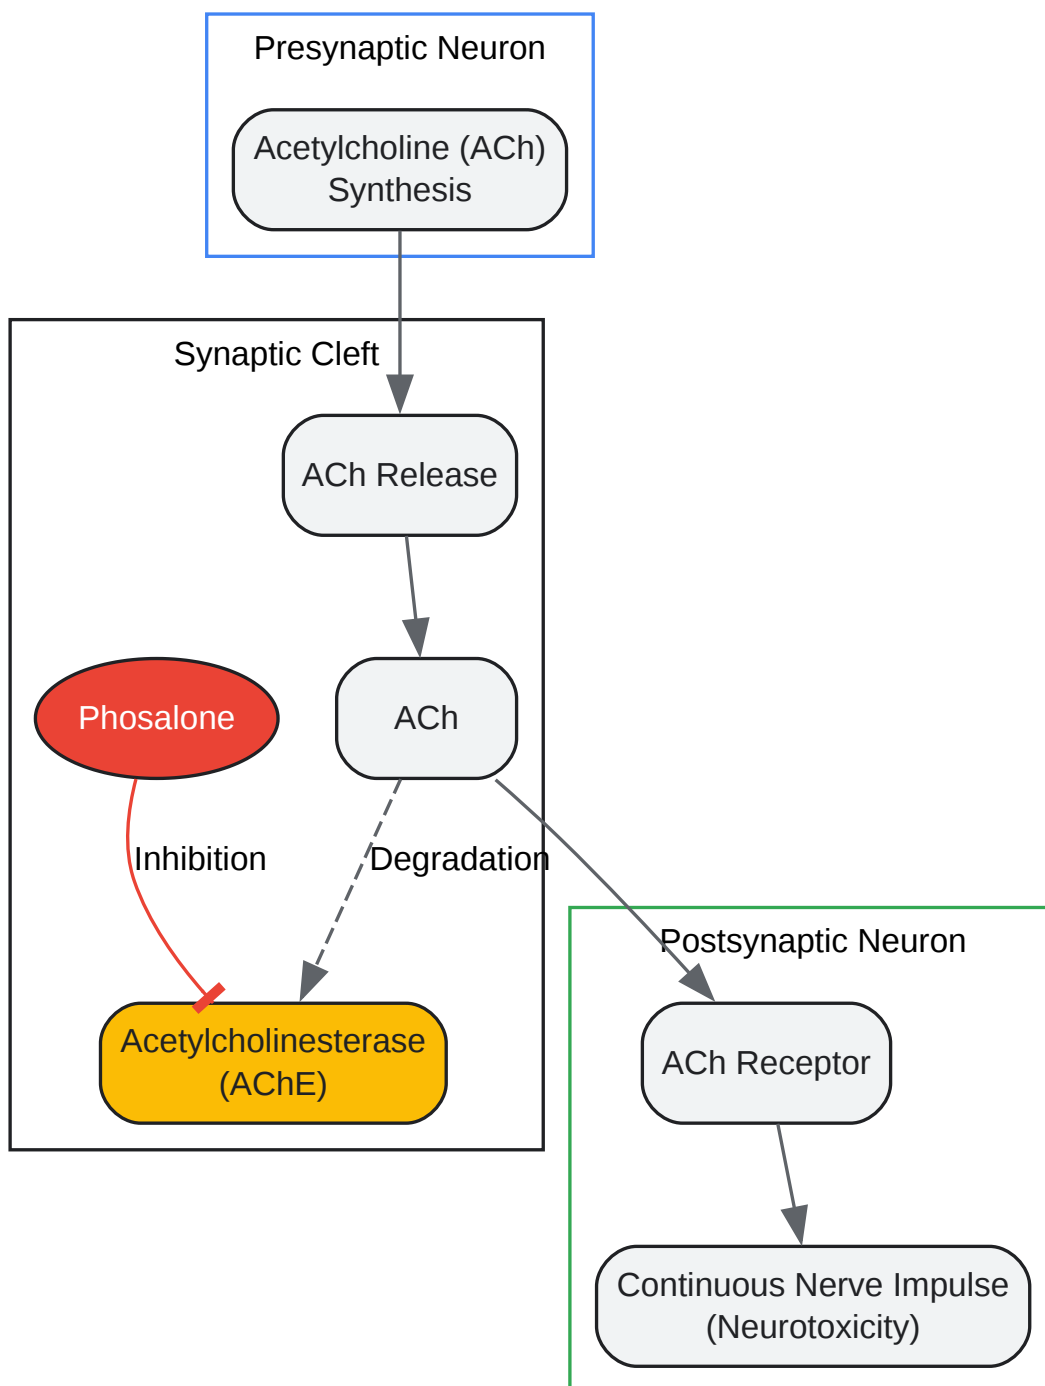 Presynaptic Neuron
Acetylcholine (ACh)
Synthesis
Synaptic Cleft
ACh Release
Phosalone
ACh
Inhibition
Degradation
Postsynaptic Neuron
Acetylcholinesterase
(AChE)
ACh Receptor
Continuous Nerve Impulse
(Neurotoxicity)